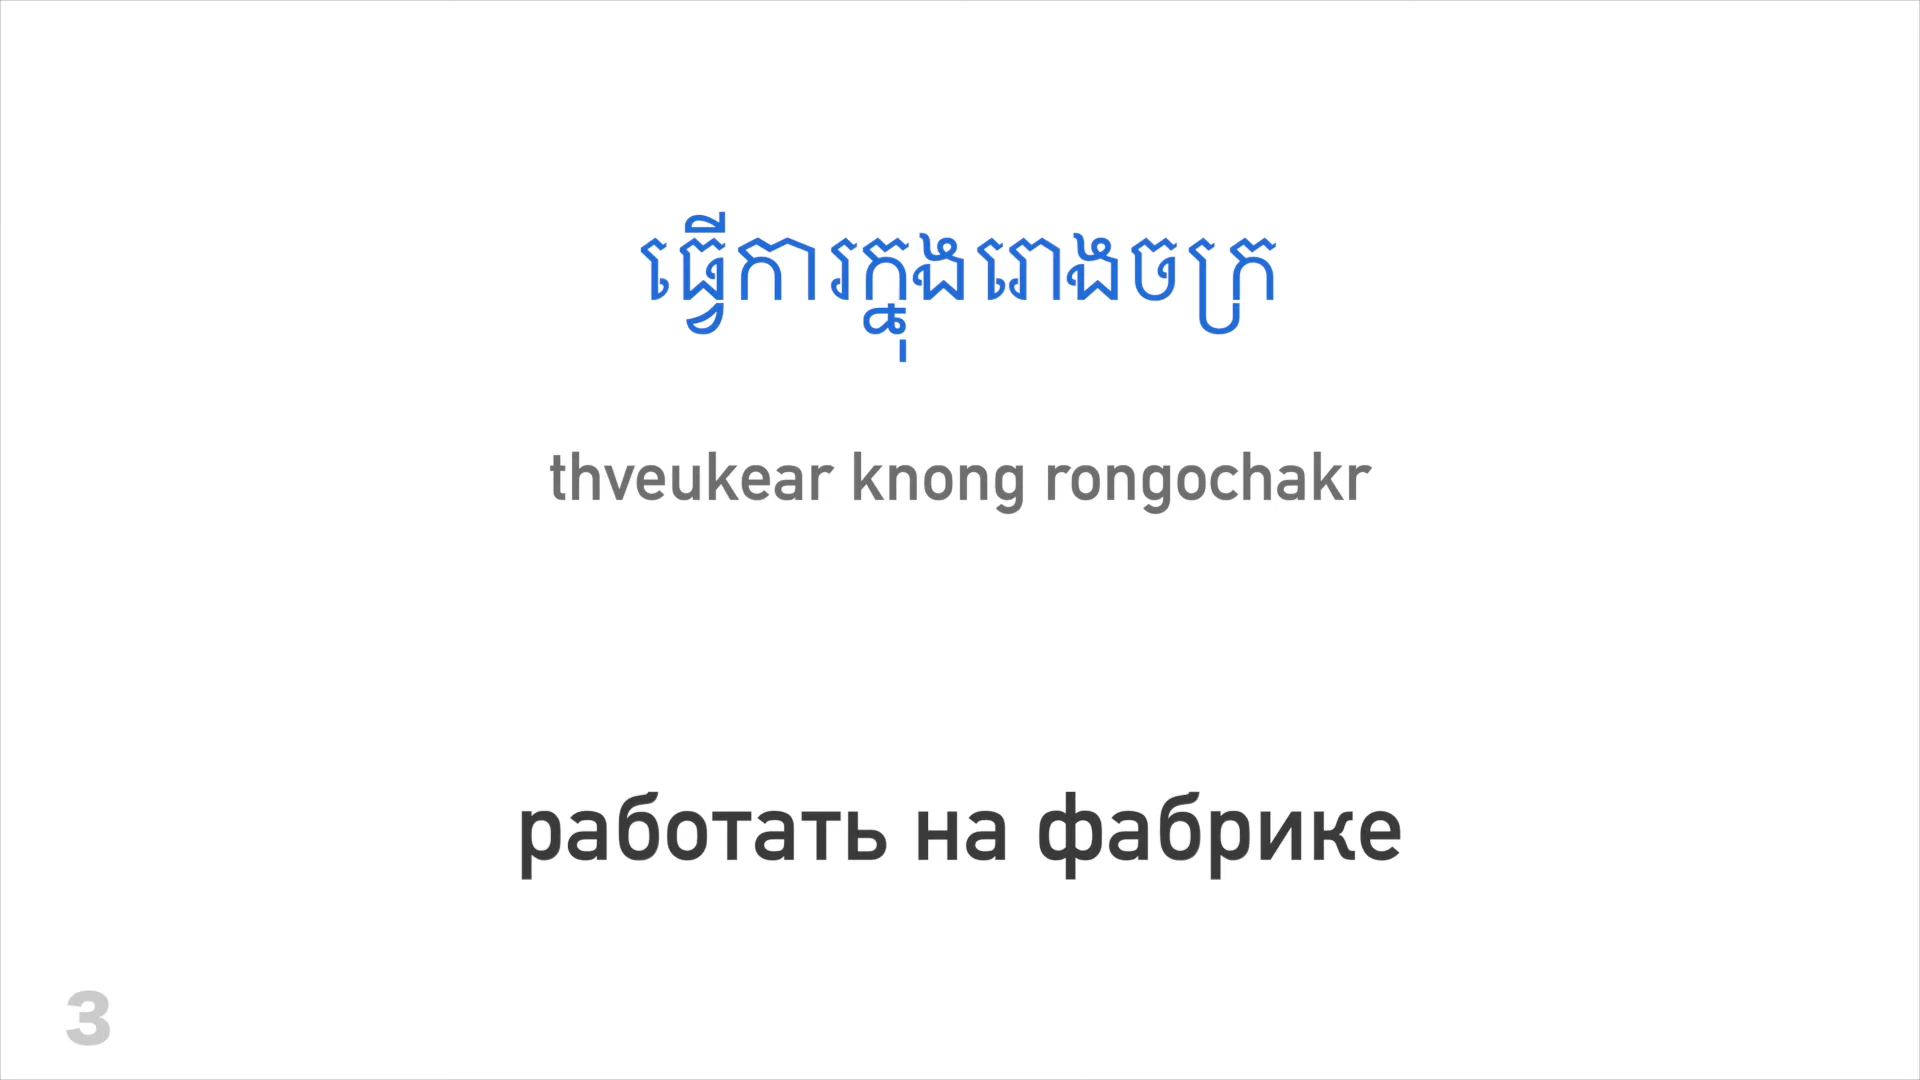 ធ្វើការក្នុងរោងចក្រ
thveukear knong rongochakr
работать на фабрике
3